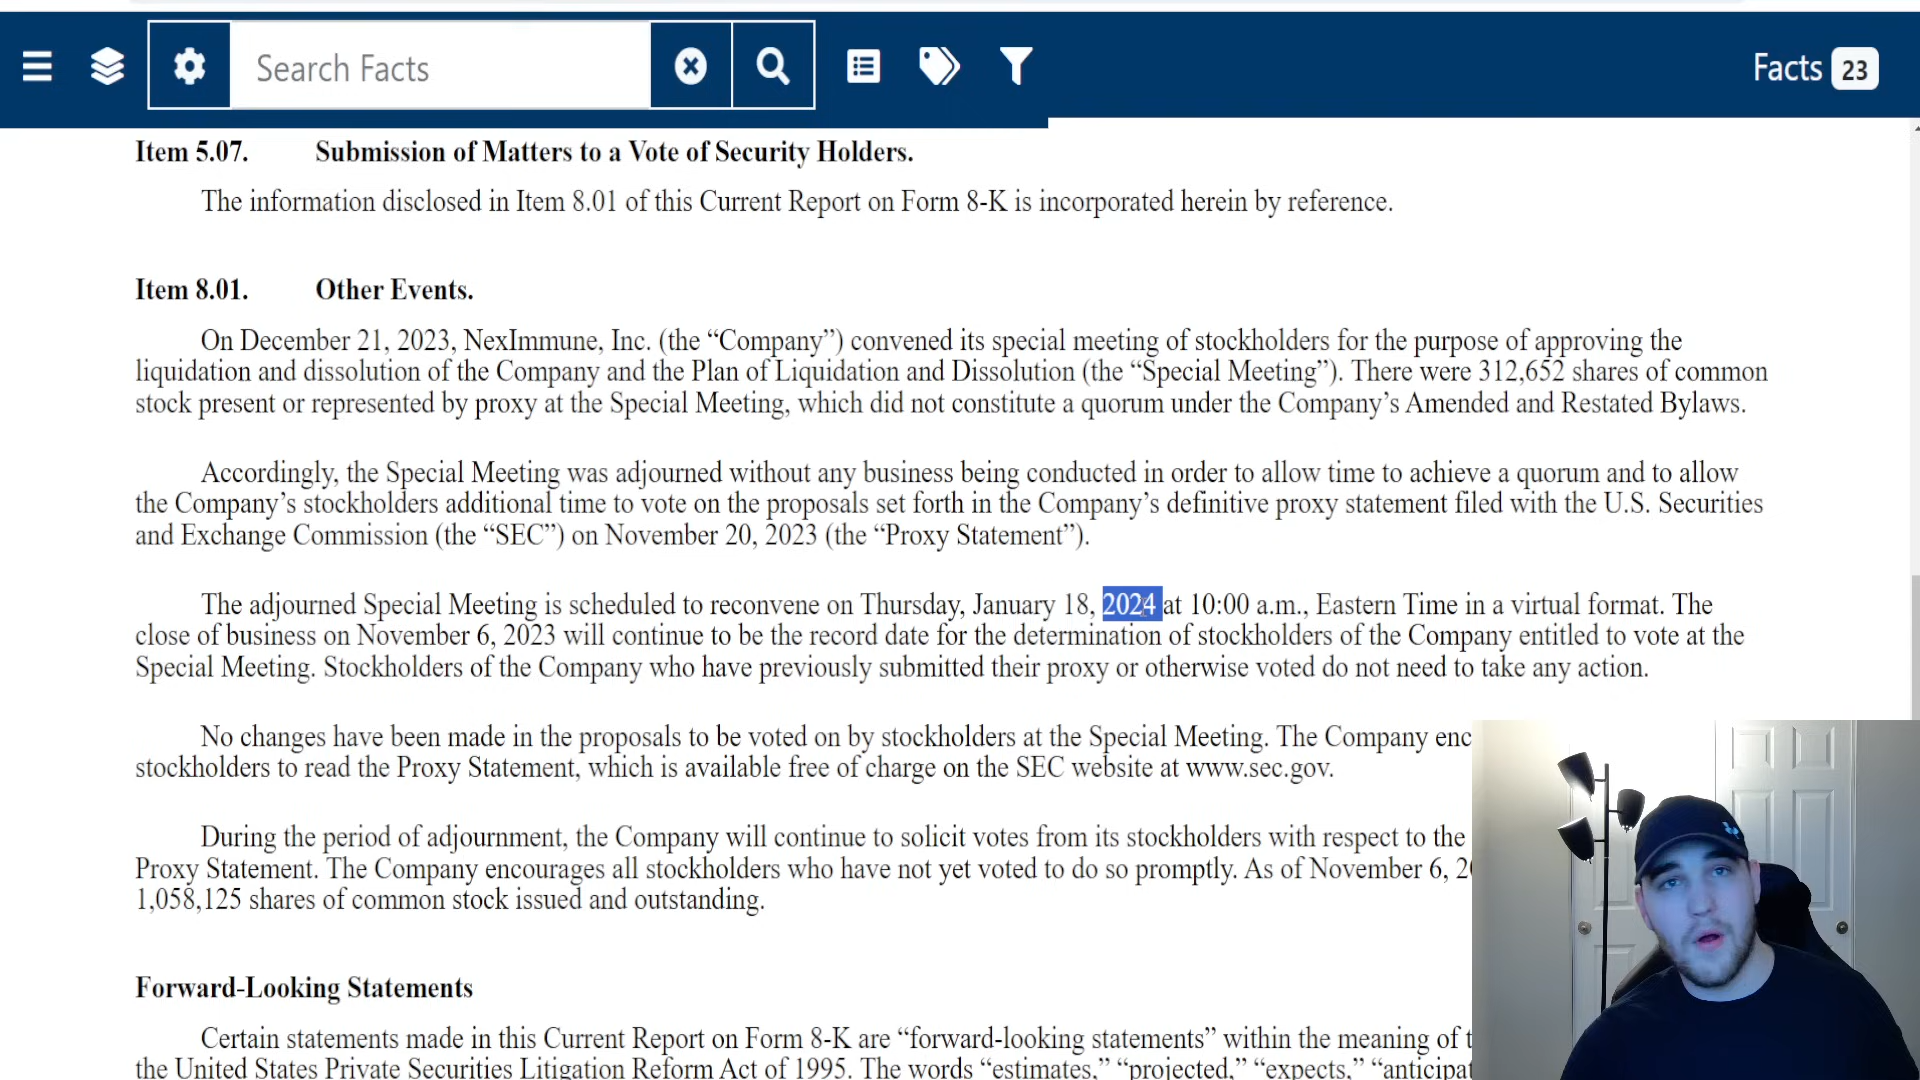 Search Facts
Facts 23
Item 5.07. Submission of Matters to a Vote of Security Holders.
The information disclosed in Item 8.01 of this Current Report on Form 8-K is incorporated herein by reference.
Item 8.01. Other Events.
On December 21, 2023, NexImmune, Inc. (the “Company”) convened its special meeting of stockholders for the purpose of approving the
liquidation and dissolution of the Company and the Plan of Liquidation and Dissolution (the “Special Meeting”). There were 312,652 shares of common
stock present or represented by proxy at the Special Meeting, which did not constitute a quorum under the Company’s Amended and Restated Bylaws.
Accordingly, the Special Meeting was adjourned without any business being conducted in order to allow time to achieve a quorum and to allow
the Company’s stockholders additional time to vote on the proposals set forth in the Company’s definitive proxy statement filed with the U.S. Securities
and Exchange Commission (the “SEC”) on November 20, 2023 (the “Proxy Statement”).
The adjourned Special Meeting is scheduled to reconvene on Thursday, January 18, 2024 at 10:00 a.m., Eastern Time in a virtual format. The
close of business on November 6, 2023 will continue to be the record date for the determination of stockholders of the Company entitled to vote at the
Special Meeting. Stockholders of the Company who have previously submitted their proxy or otherwise voted do not need to take any action.
No changes have been made in the proposals to be voted on by stockholders at the Special Meeting. The Company enc
stockholders to read the Proxy Statement, which is available free of charge on the SEC website at www.sec.gov.
During the period of adjournment, the Company will continue to solicit votes from its stockholders with respect to the
Proxy Statement. The Company encourages all stockholders who have not yet voted to do so promptly. As of November 6, 20
1,058,125 shares of common stock issued and outstanding.
Forward-Looking Statements
Certain statements made in this Current Report on Form 8-K are “forward-looking statements” within the meaning of t
the United States Private Securities Litigation Reform Act of 1995. The words “estimates,” “projected,” “expects,” “anticipat